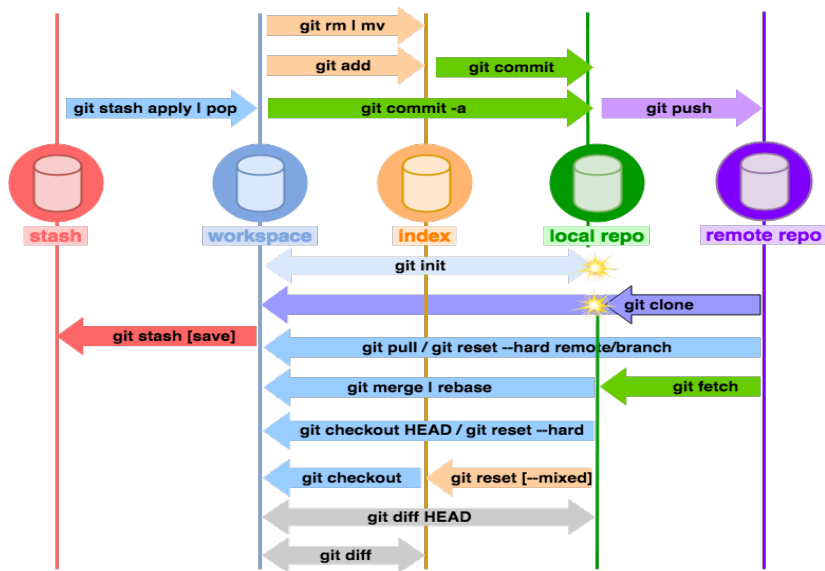 git rm | mv
git add
git commit
git stash apply | pop
git commit -a
git push
stash
workspace
index
local repo
remote repo
git init
git clone
git stash [save]
git pull / git reset --hard remote/branch
git merge | rebase
git fetch
git checkout HEAD / git reset --hard
git checkout
git reset [--mixed]
git diff HEAD
git diff